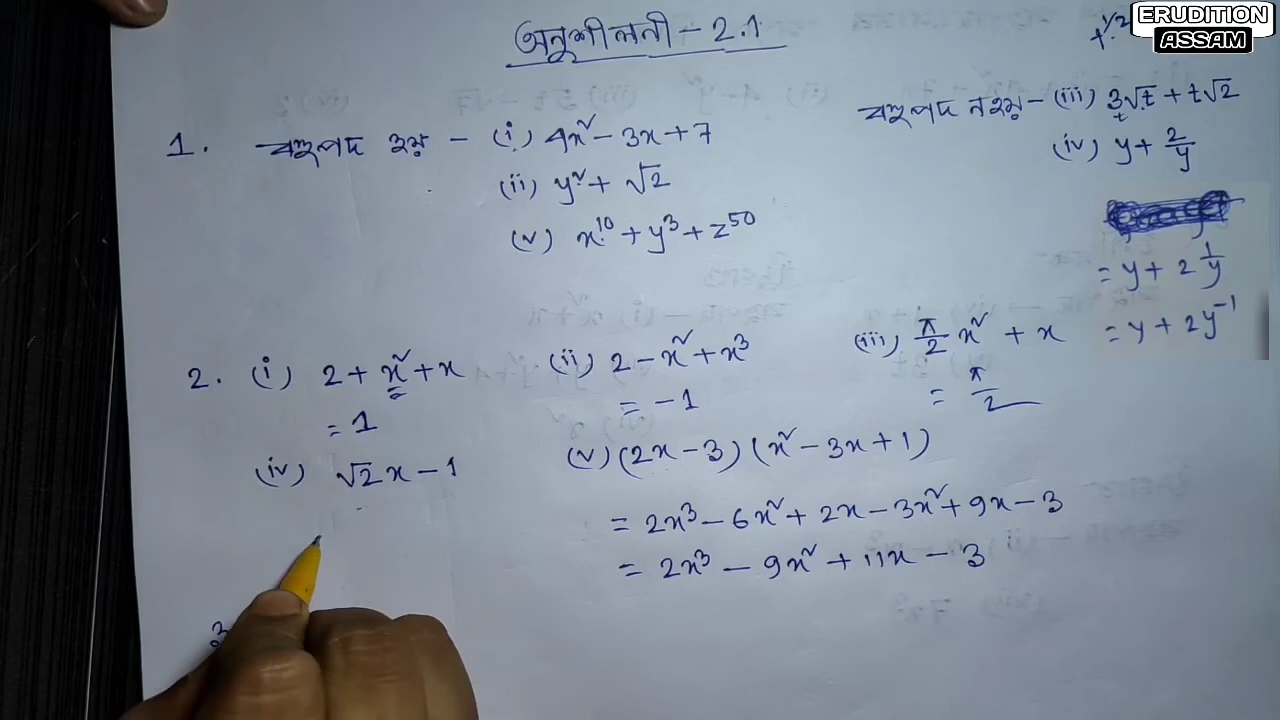 ERUDITION
ASSAM
অনুশীলনী – 2.1
t^{1/2}
1. বহুপদ হয় – (i) 4x² – 3x + 7
(ii) y² + √2
(v) x¹⁰ + y³ + z⁵⁰
বহুপদ নহয় – (iii) 3√t + t√2
(iv) y + 2/y
= y + 2 1/y
= y + 2y⁻¹
2. (i) 2 + x² + x
= 1
(ii) 2 – x² + x³
= –1
(iii) π/2 x² + x
= π/2
(iv) √2x – 1
(v) (2x – 3) (x² – 3x + 1)
= 2x³ – 6x² + 2x – 3x² + 9x – 3
= 2x³ – 9x² + 11x – 3